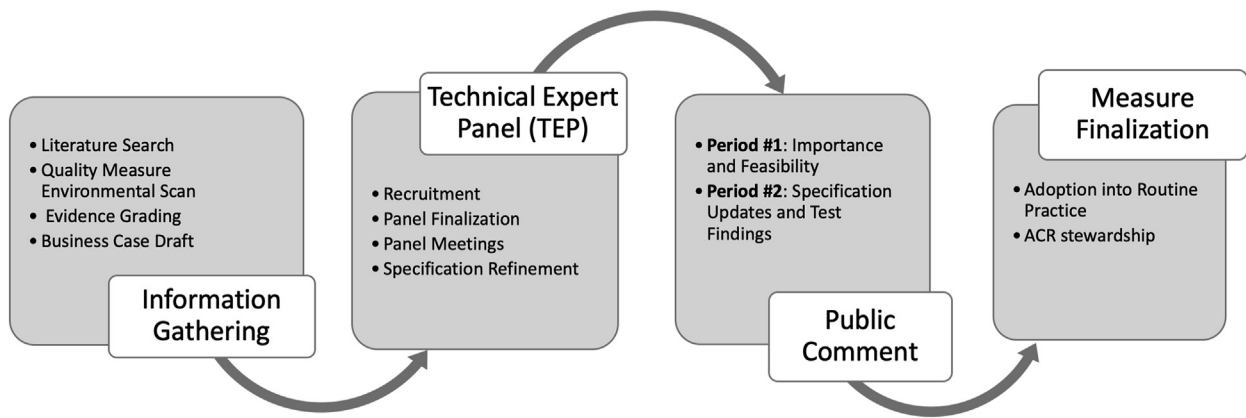 • Literature Search
• Quality Measure
Environmental Scan
• Evidence Grading
• Business Case Draft
Information
Gathering
Technical Expert
Panel (TEP)
• Recruitment
• Panel Finalization
• Panel Meetings
• Specification Refinement
• Period #1: Importance
and Feasibility
• Period #2: Specification
Updates and Test
Findings
Public
Comment
Measure
Finalization
• Adoption into Routine
Practice
• ACR stewardship